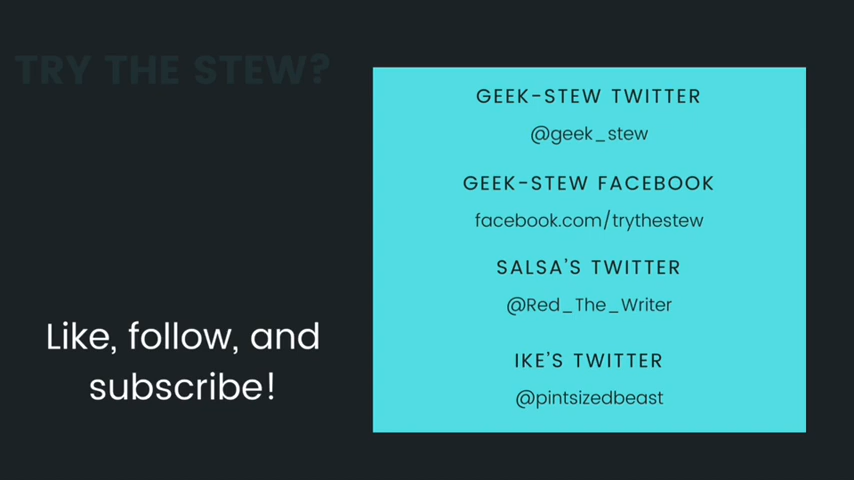 TRY THE STEW?
Like, follow, and
subscribe!
GEEK-STEW TWITTER
@geek_stew
GEEK-STEW FACEBOOK
facebook.com/trythestew
SALSA'S TWITTER
@Red_The_Writer
IKE'S TWITTER
@pintsizedbeast